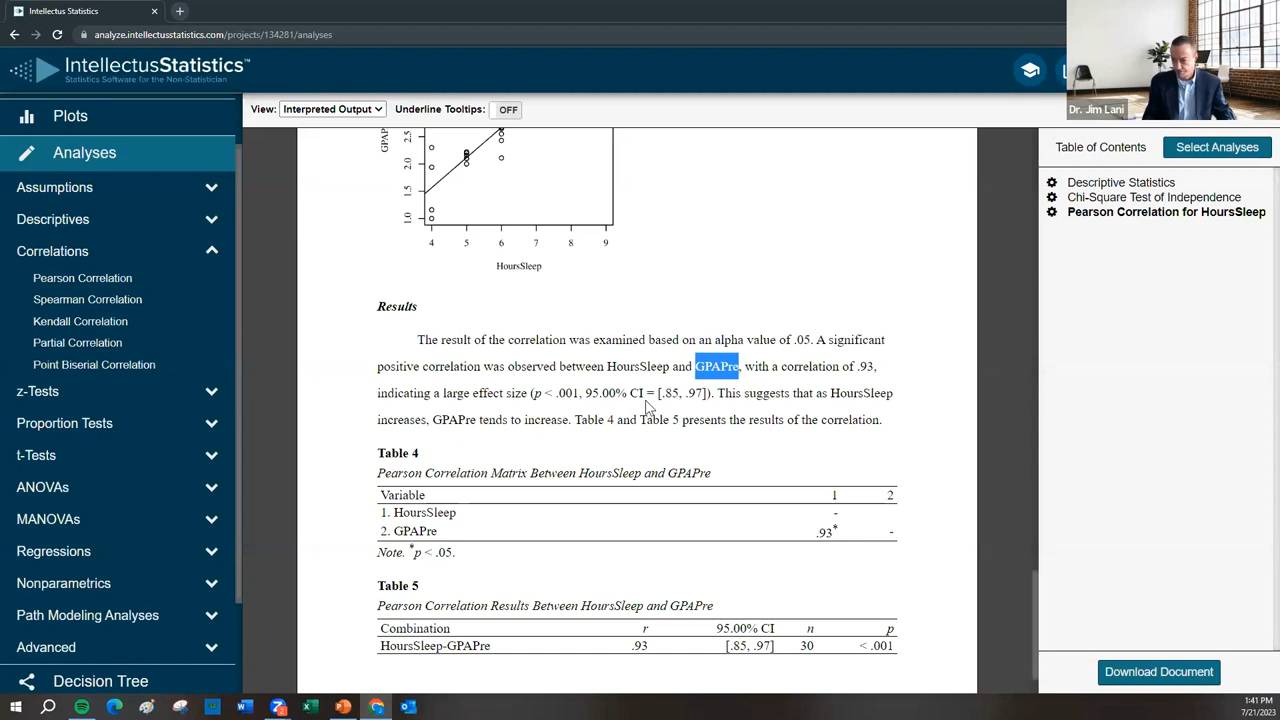 Intellectus Statistics
analyze.intellectusstatistics.com/projects/134281/analyses
IntellectusStatistics™
Statistics Software for the Non-Statistician
Dr. Jim Lani
View: Interpreted Output Underline Tooltips: OFF
Plots
Analyses
Assumptions
Descriptives
Correlations
Pearson Correlation
Spearman Correlation
Kendall Correlation
Partial Correlation
Point Biserial Correlation
z-Tests
Proportion Tests
t-Tests
ANOVAs
MANOVAs
Regressions
Nonparametrics
Path Modeling Analyses
Advanced
Decision Tree
GPAP
2.5
2.0
1.5
1.0
4 5 6 7 8 9
HoursSleep
Results
The result of the correlation was examined based on an alpha value of .05. A significant
positive correlation was observed between HoursSleep and GPAPre, with a correlation of .93,
indicating a large effect size (p < .001, 95.00% CI = [.85, .97]). This suggests that as HoursSleep
increases, GPAPre tends to increase. Table 4 and Table 5 presents the results of the correlation.
Table 4
Pearson Correlation Matrix Between HoursSleep and GPAPre
Variable 1 2
1. HoursSleep -
2. GPAPre .93* -
Note. *p < .05.
Table 5
Pearson Correlation Results Between HoursSleep and GPAPre
Combination r 95.00% CI n p
HoursSleep-GPAPre .93 [.85, .97] 30 < .001
Table of Contents Select Analyses
Descriptive Statistics
Chi-Square Test of Independence
Pearson Correlation for HoursSleep
Download Document
1:41 PM
7/21/2023